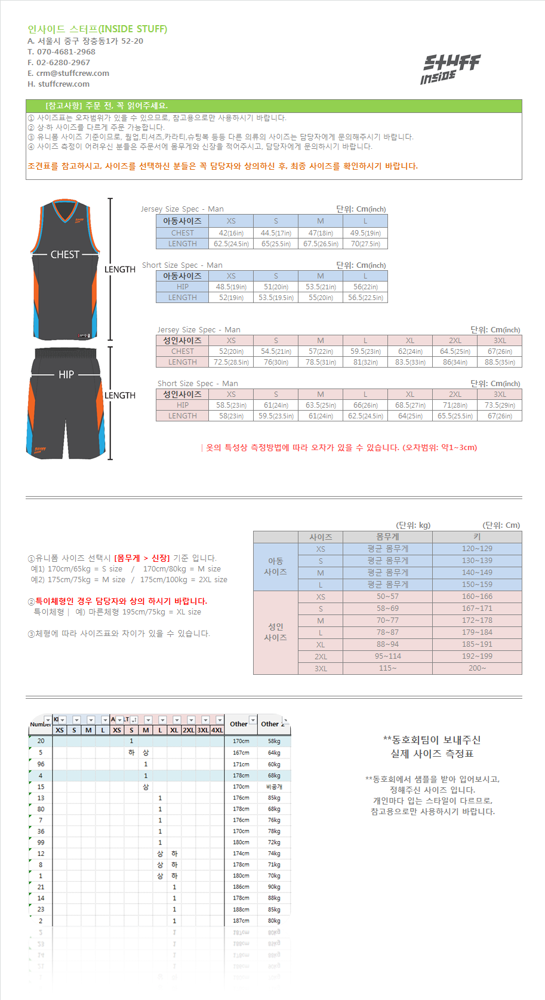 인사이드 스터프(INSIDE STUFF)
A. 서울시 중구 장충동1가 52-20
T. 070-4681-2968
F. 02-6280-2967
E. crm@stuffcrew.com
H. stuffcrew.com
STUFF
INSIDE
[참고사항] 주문 전, 꼭 읽어주세요.
① 사이즈표는 오차범위가 있을 수 있으므로, 참고용으로만 사용하시기 바랍니다.
② 상·하 사이즈를 다르게 주문 가능합니다.
③ 유니폼 사이즈 기준이므로, 웜업,티셔츠,카라티,슈팅복 등등 다른 의류의 사이즈는 담당자에게 문의해주시기 바랍니다.
④ 사이즈 측정이 어려우신 분들은 주문서에 몸무게와 신장을 적어주시고, 담당자에게 문의하시기 바랍니다.
조견표를 참고하시고, 사이즈를 선택하신 분들은 꼭 담당자와 상의하신 후, 최종 사이즈를 확인하시기 바랍니다.
CHEST
LENGTH
HIP
LENGTH
Jersey Size Spec - Man 단위: Cm(inch)
아동사이즈 XS S M L
CHEST 42(16in) 44.5(17in) 47(18in) 49.5(19in)
LENGTH 62.5(24.5in) 65(25.5in) 67.5(26.5in) 70(27.5in)
Short Size Spec - Man 단위: Cm(inch)
아동사이즈 XS S M L
HIP 48.5(19in) 51(20in) 53.5(21in) 56(22in)
LENGTH 52(19in) 53.5(19.5in) 55(20in) 56.5(22.5in)
Jersey Size Spec - Man 단위: Cm(inch)
성인사이즈 XS S M L XL 2XL 3XL
CHEST 52(20in) 54.5(21in) 57(22in) 59.5(23in) 62(24in) 64.5(25in) 67(26in)
LENGTH 72.5(28.5in) 76(30in) 78.5(31in) 81(32in) 83.5(33in) 86(34in) 88.5(35in)
Short Size Spec - Man 단위: Cm(inch)
성인사이즈 XS S M L XL 2XL 3XL
HIP 58.5(23in) 61(24in) 63.5(25in) 66(26in) 68.5(27in) 71(28in) 73.5(29in)
LENGTH 58(23in) 59.5(23.5in) 61(24in) 62.5(24.5in) 64(25in) 65.5(25.5in) 67(26in)
| 옷의 특성상 측정방법에 따라 오차가 있을 수 있습니다. (오차범위: 약1~3cm)
①유니폼 사이즈 선택시 [몸무게 > 신장] 기준 입니다.
예1) 170cm/65kg = S size / 170cm/80kg = M size
예2) 175cm/75kg = M size / 175cm/100kg = 2XL size
②특이체형인 경우 담당자와 상의 하시기 바랍니다.
특이체형 | 예) 마른체형 195cm/75kg = XL size
③체형에 따라 사이즈표와 차이가 있을 수 있습니다.
(단위: kg) (단위: Cm)
사이즈 몸무게 키
아동 사이즈
XS 평균 몸무게 120~129
S 평균 몸무게 130~139
M 평균 몸무게 140~149
L 평균 몸무게 150~159
성인 사이즈
XS 50~57 160~166
S 58~69 167~171
M 70~77 172~178
L 78~87 179~184
XL 88~94 185~191
2XL 95~114 192~199
3XL 115~ 200~
Number Other Other 2
XS S M L XS S M L XL 2XL 3XL 4XL
20 1 170cm 58kg
5 하 상 167cm 64kg
96 1 171cm 60kg
4 1 178cm 68kg
15 상 170cm 비공개
13 1 176cm 85kg
80 1 178cm 68kg
7 1 176cm 76kg
36 1 170cm 78kg
99 1 180cm 72kg
12 상 하 174cm 74kg
8 상 하 178cm 71kg
1 상 하 180cm 70kg
21 1 186cm 90kg
14 1 178cm 88kg
23 1 188cm 85kg
2 1 187cm 80kg
**동호회팀이 보내주신
실제 사이즈 측정표
**동호회에서 샘플을 받아 입어보시고,
정해주신 사이즈 입니다.
개인마다 입는 스타일이 다르므로,
참고용으로만 사용하시기 바랍니다.